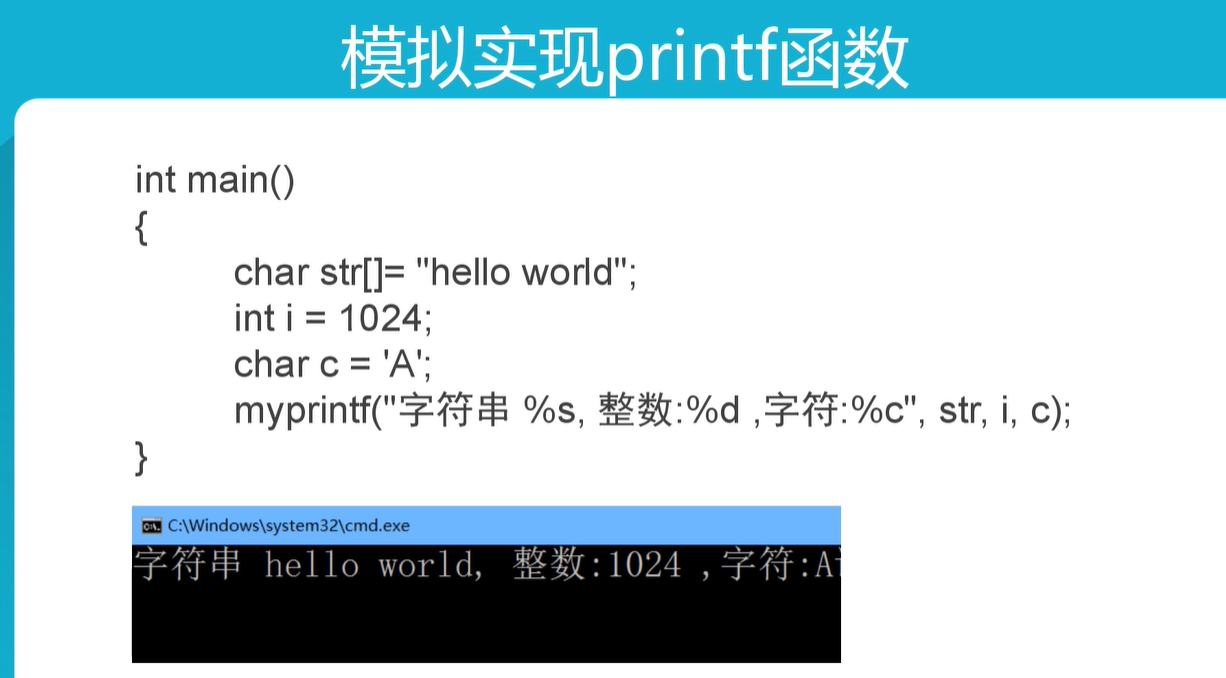 模拟实现printf函数
int main()
{
char str[]= "hello world";
int i = 1024;
char c = 'A';
myprintf("字符串 %s, 整数:%d ,字符:%c", str, i, c);
}
C:\Windows\system32\cmd.exe
字符串 hello world, 整数:1024 ,字符:A